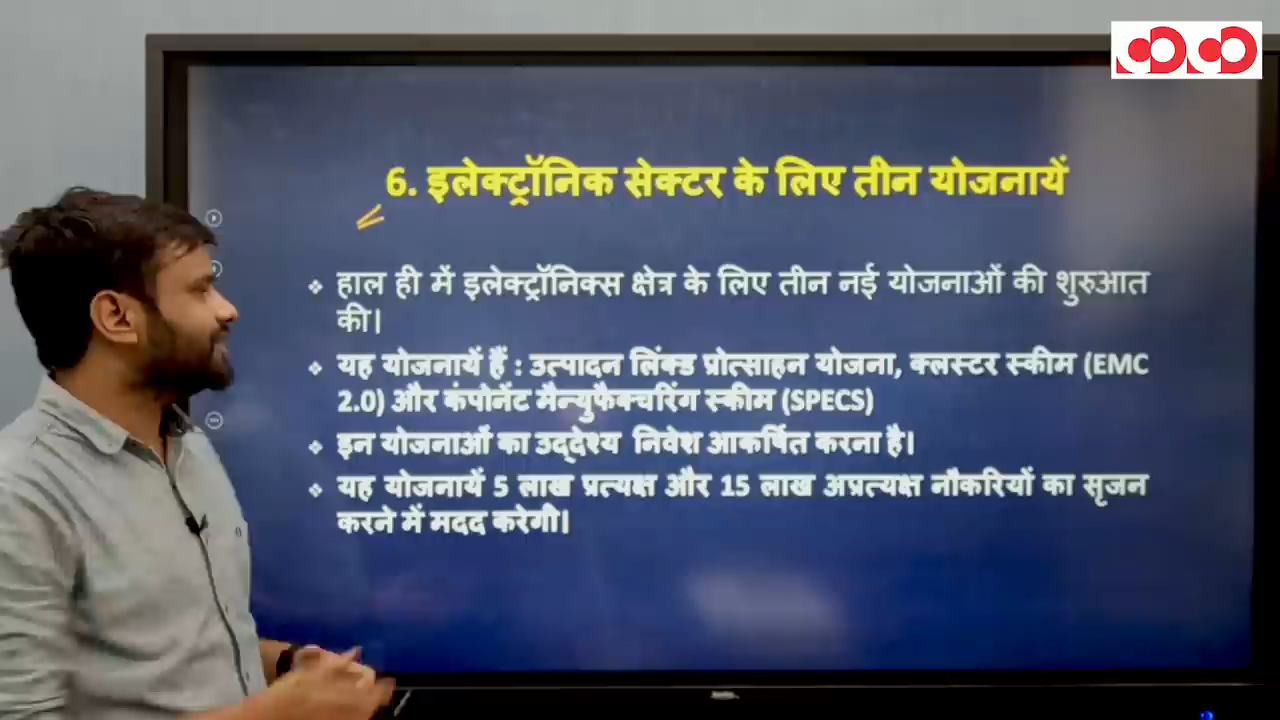 6. इलेक्ट्रॉनिक सेक्टर के लिए तीन योजनायें
हाल ही में इलेक्ट्रॉनिक्स क्षेत्र के लिए तीन नई योजनाओं की शुरुआत
की।
यह योजनायें हैं : उत्पादन लिंक्ड प्रोत्साहन योजना, क्लस्टर स्कीम (EMC
2.0) और कंपोनेंट मैन्युफैक्चरिंग स्कीम (SPECS)
इन योजनाओं का उद्देश्य निवेश आकर्षित करना है।
यह योजनायें 5 लाख प्रत्यक्ष और 15 लाख अप्रत्यक्ष नौकरियों का सृजन
करने में मदद करेगी।